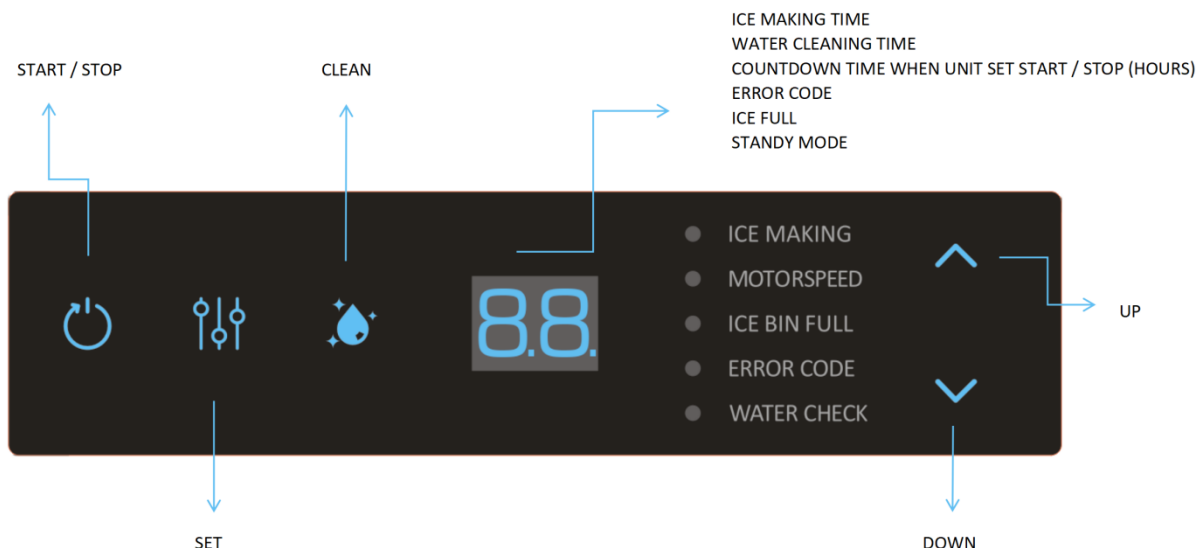 ICE MAKING TIME
WATER CLEANING TIME
COUNTDOWN TIME WHEN UNIT SET START / STOP (HOURS)
ERROR CODE
ICE FULL
STANDY MODE
START / STOP
CLEAN
ICE MAKING
MOTORSPEED
ICE BIN FULL
ERROR CODE
WATER CHECK
8.8.
UP
SET
DOWN